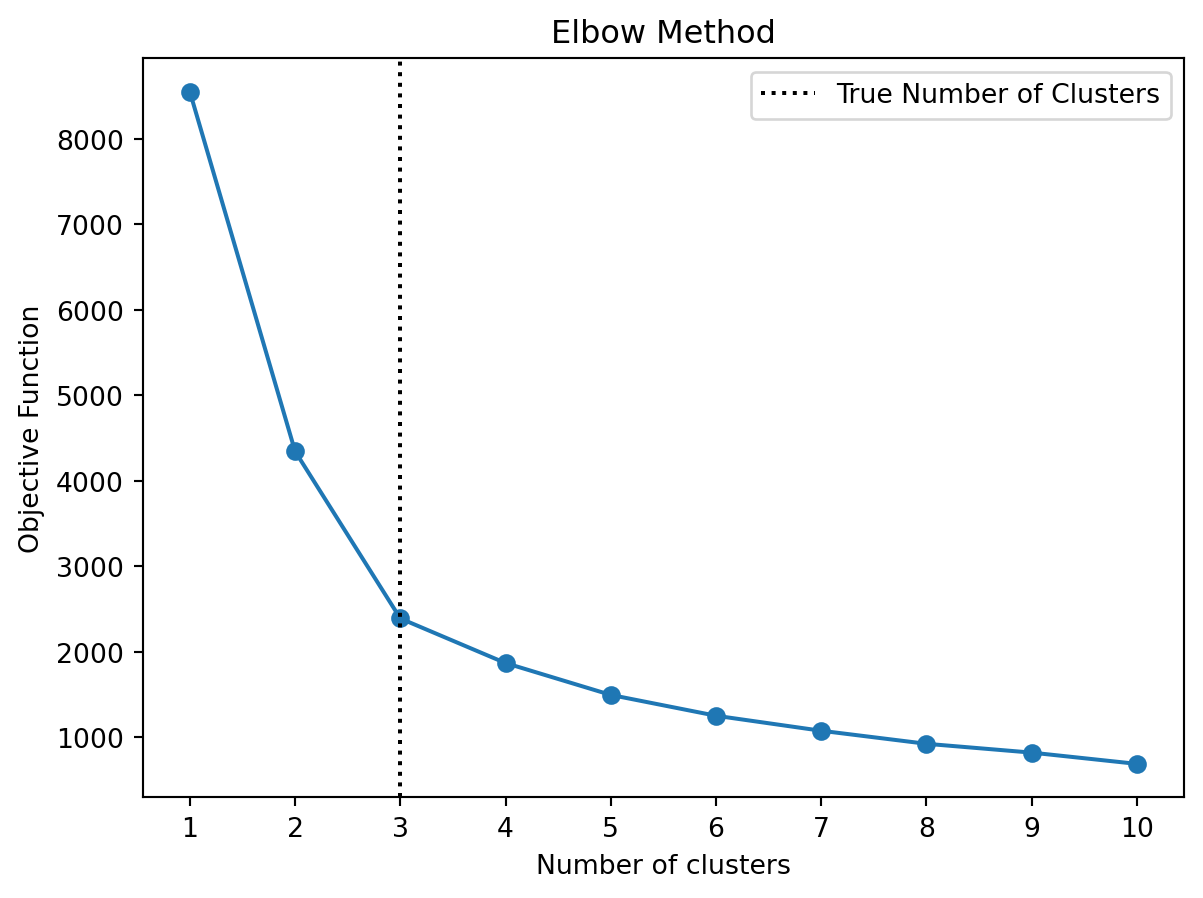 Elbow Method
True Number of Clusters
Objective Function
8000
7000
6000
5000
4000
3000
2000
1000
1 2 3 4 5 6 7 8 9 10
Number of clusters